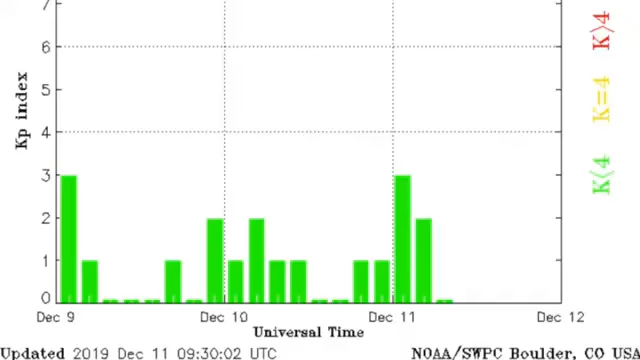 7
6
5
4
3
2
1
0
Kp index
Dec 9 Dec 10 Dec 11 Dec 12
Universal Time
K<4 K=4 K>4
Updated 2019 Dec 11 09:30:02 UTC
NOAA/SWPC Boulder, CO USA